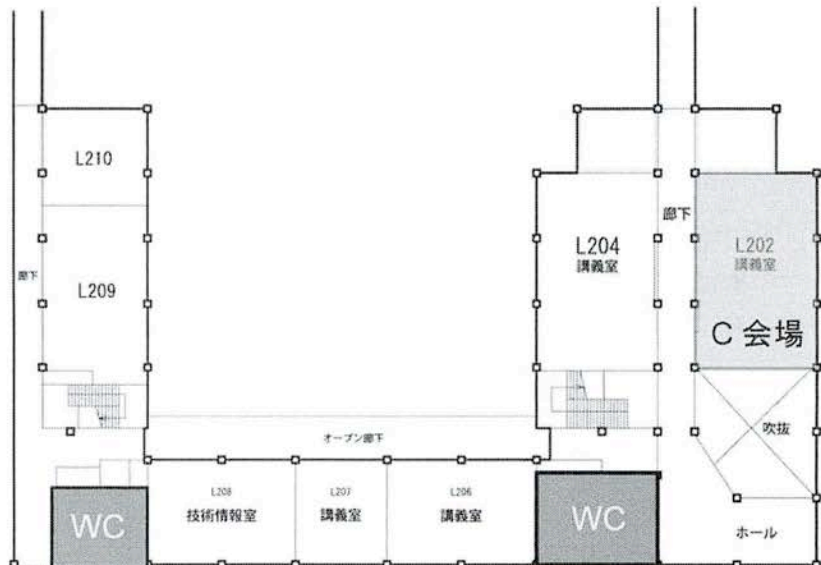 L210
L209
廊下
L204
講義室
廊下
L202
講義室
C 会場
吹抜
オープン廊下
WC
L208
技術情報室
L207
講義室
L206
講義室
WC
ホール